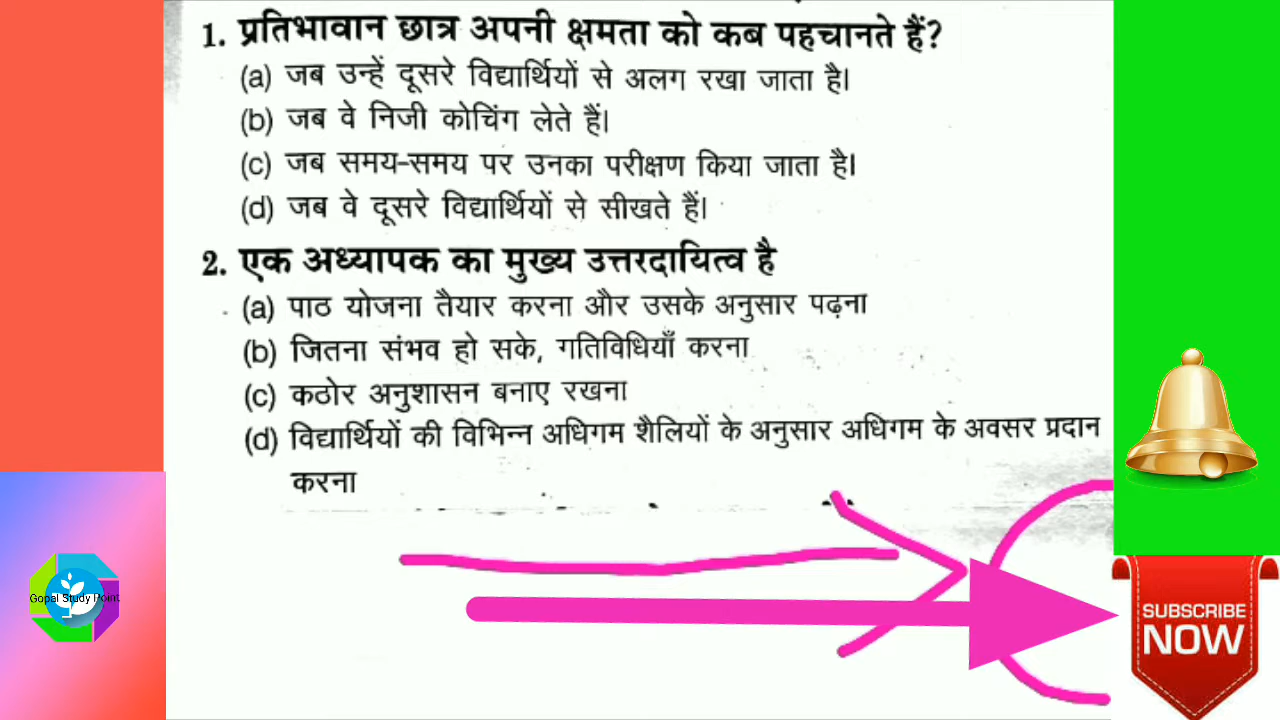 1. प्रतिभावान छात्र अपनी क्षमता को कब पहचानते हैं?
(a) जब उन्हें दूसरे विद्यार्थियों से अलग रखा जाता है।
(b) जब वे निजी कोचिंग लेते हैं।
(c) जब समय-समय पर उनका परीक्षण किया जाता है।
(d) जब वे दूसरे विद्यार्थियों से सीखते हैं।
2. एक अध्यापक का मुख्य उत्तरदायित्व है
(a) पाठ योजना तैयार करना और उसके अनुसार पढ़ना
(b) जितना संभव हो सके, गतिविधियाँ करना
(c) कठोर अनुशासन बनाए रखना
(d) विद्यार्थियों की विभिन्न अधिगम शैलियों के अनुसार अधिगम के अवसर प्रदान
करना
Gopal Study Point
SUBSCRIBE
NOW